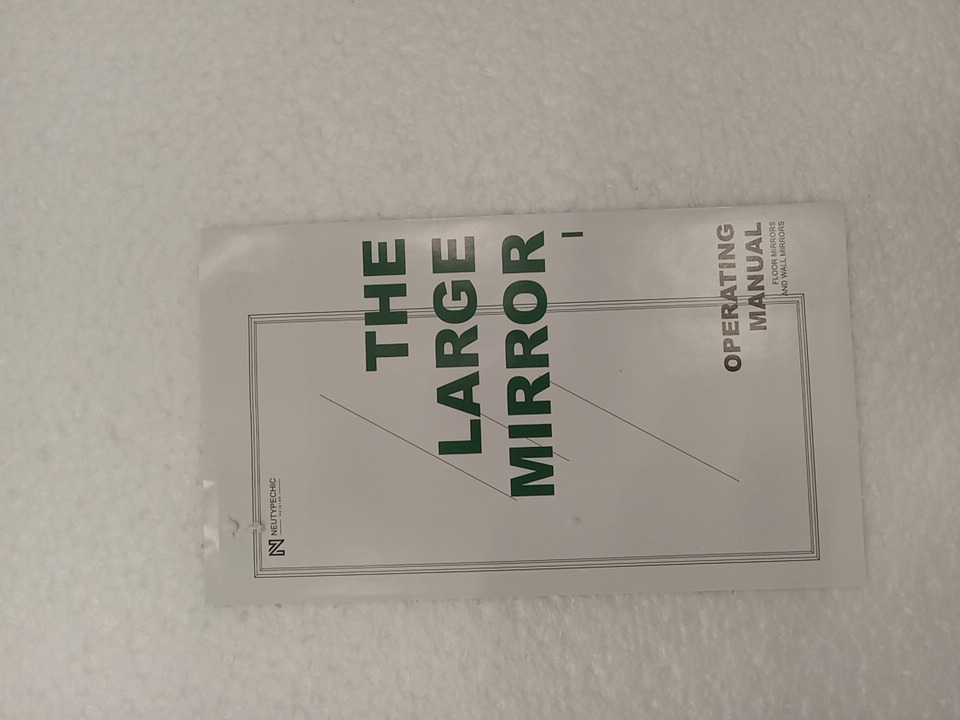 NEUTYPECHIC
THE
LARGE
MIRROR
OPERATING
MANUAL
FLOOR MIRRORS
AND WALL MIRRORS